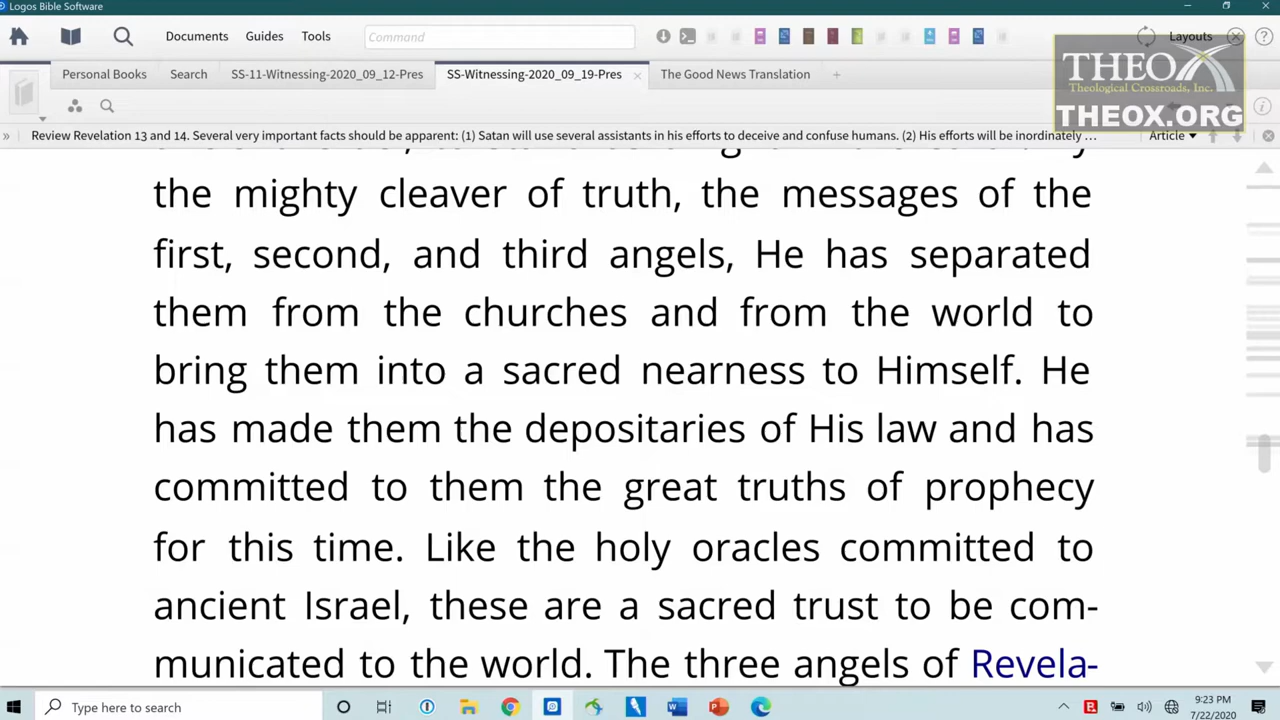 Logos Bible Software
Documents Guides Tools Command Layouts
Personal Books Search SS-11-Witnessing-2020_09_12-Pres SS-Witnessing-2020_09_19-Pres The Good News Translation
THEOX
Theological Crossroads, Inc.
THEOX.ORG
Review Revelation 13 and 14. Several very important facts should be apparent: (1) Satan will use several assistants in his efforts to deceive and confuse humans. (2) His efforts will be inordinately … Article
the mighty cleaver of truth, the messages of the
first, second, and third angels, He has separated
them from the churches and from the world to
bring them into a sacred nearness to Himself. He
has made them the depositaries of His law and has
committed to them the great truths of prophecy
for this time. Like the holy oracles committed to
ancient Israel, these are a sacred trust to be com-
municated to the world. The three angels of Revela-
Type here to search
9:23 PM
7/22/2020